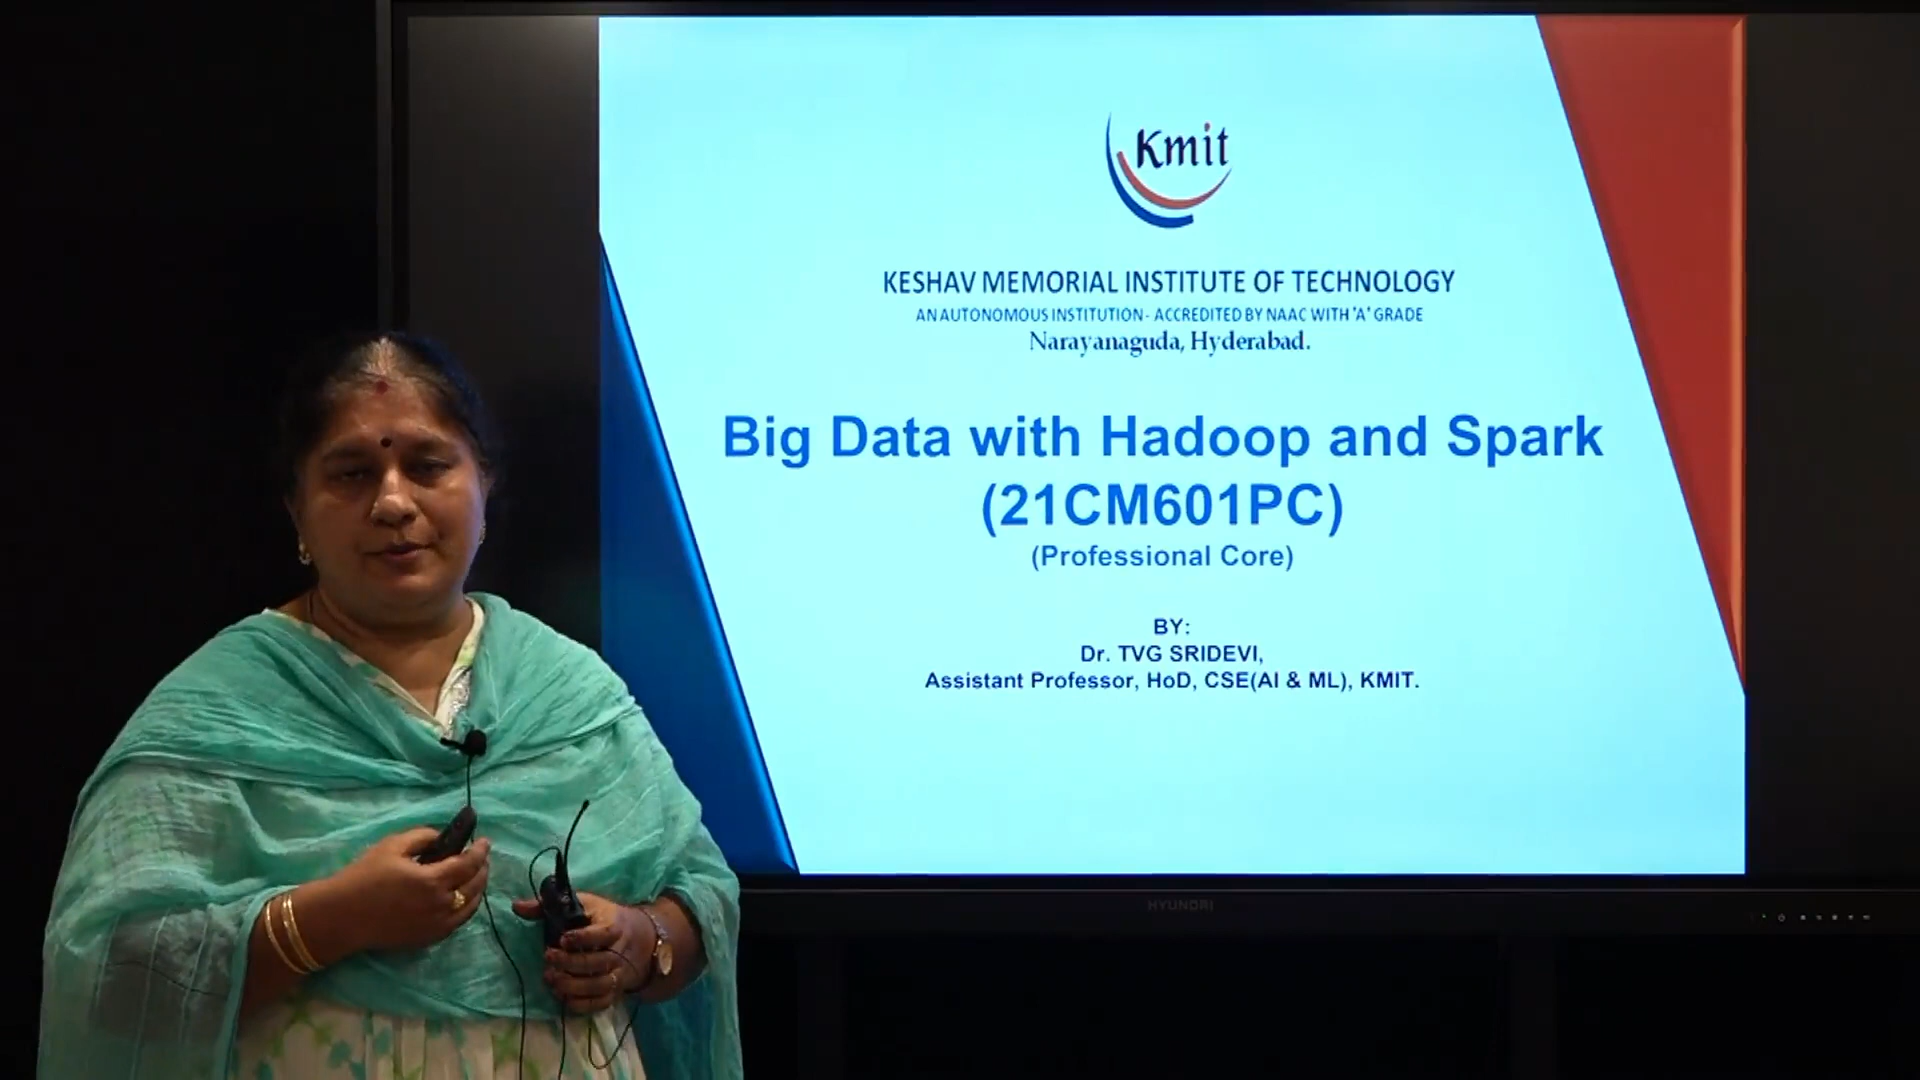 Kmit
KESHAV MEMORIAL INSTITUTE OF TECHNOLOGY
AN AUTONOMOUS INSTITUTION - ACCREDITED BY NAAC WITH 'A' GRADE
Narayanaguda, Hyderabad.
Big Data with Hadoop and Spark
(21CM601PC)
(Professional Core)
BY:
Dr. TVG SRIDEVI,
Assistant Professor, HoD, CSE(AI & ML), KMIT.
HYUNDAI